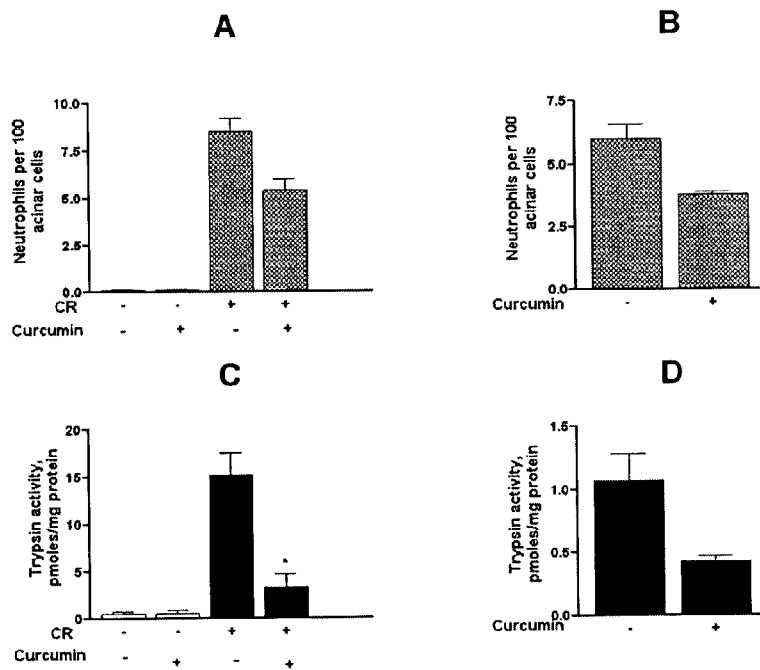 A
Neutrophils per 100
acinar cells
10.0
7.5
5.0
2.5
0.0
CR - - + +
Curcumin - + - +
B
Neutrophils per 100
acinar cells
7.5
5.0
2.5
0.0
Curcumin - +
C
Trypsin activity,
pmoles/mg protein
20
15
10
5
0
*
CR - - + +
Curcumin - + - +
D
Trypsin activity,
pmoles/mg protein
1.5
1.0
0.5
0.0
Curcumin - +